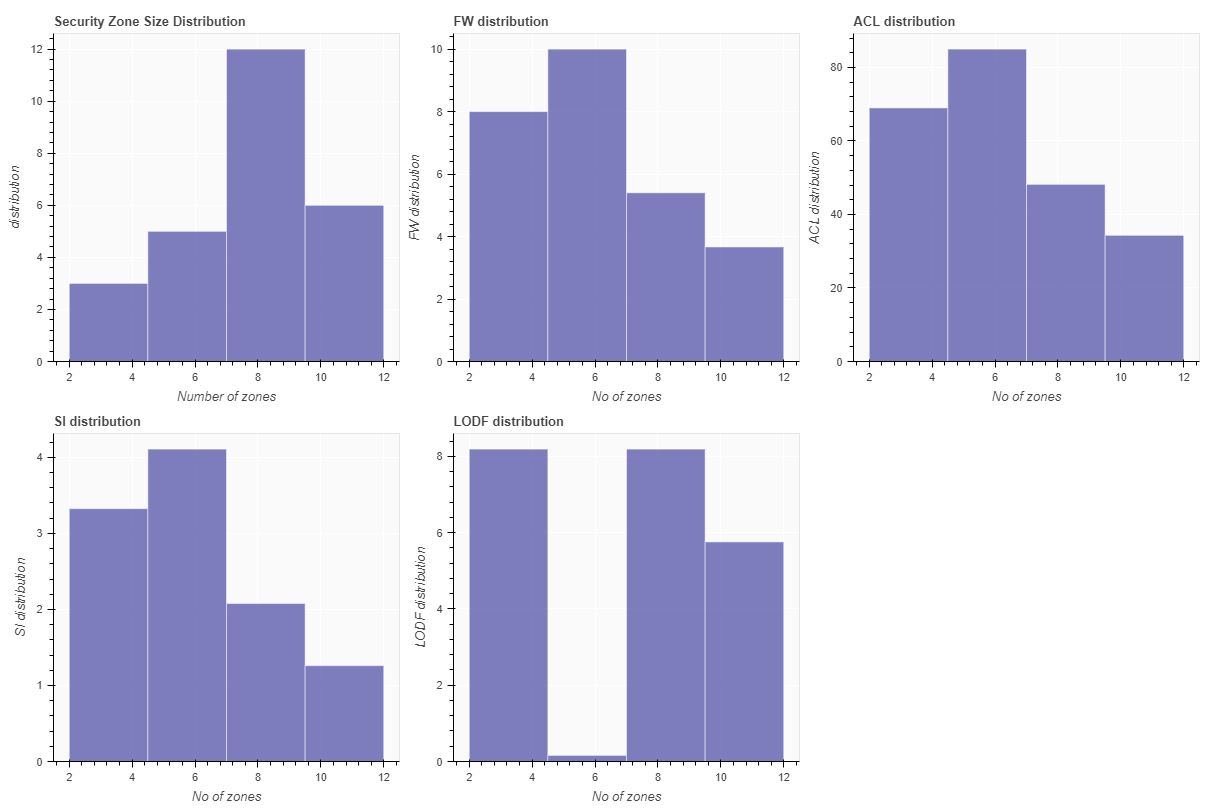 Security Zone Size Distribution
distribution
12
10
8
6
4
2
0
2 4 6 8 10 12
Number of zones
FW distribution
FW distribution
10
8
6
4
2
0
2 4 6 8 10 12
No of zones
ACL distribution
ACL distribution
80
60
40
20
0
2 4 6 8 10 12
No of zones
SI distribution
SI distribution
4
3
2
1
0
2 4 6 8 10 12
No of zones
LODF distribution
LODF distribution
8
6
4
2
0
2 4 6 8 10 12
No of zones